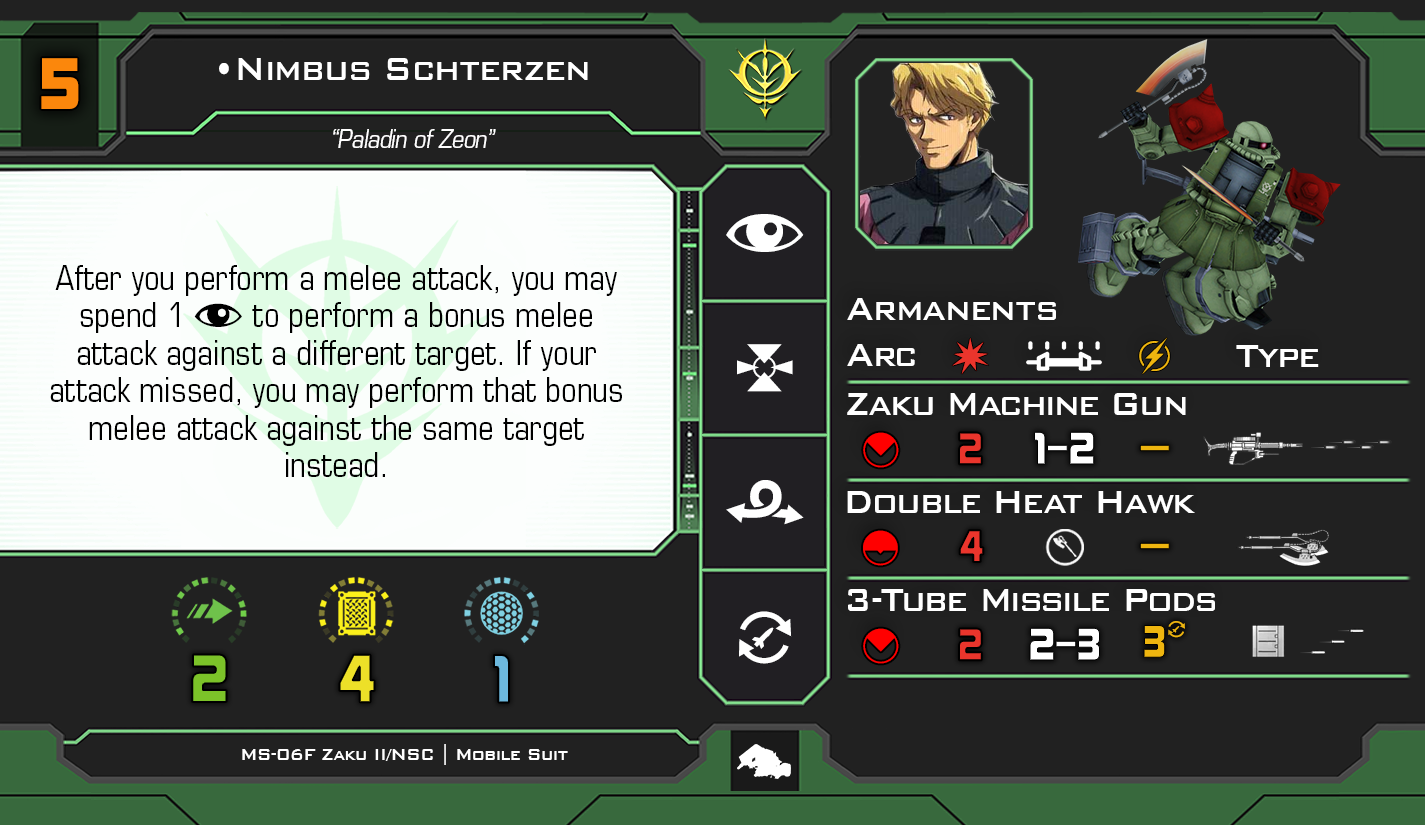 5
•Nimbus Schterzen
“Paladin of Zeon”
After you perform a melee attack, you may
spend 1 to perform a bonus melee
attack against a different target. If your
attack missed, you may perform that bonus
melee attack against the same target
instead.
2 4 1
MS-06F Zaku II/NSC | Mobile Suit
Armanents
Arc Type
Zaku Machine Gun
2 1–2 –
Double Heat Hawk
4 –
3-Tube Missile Pods
2 2–3 3